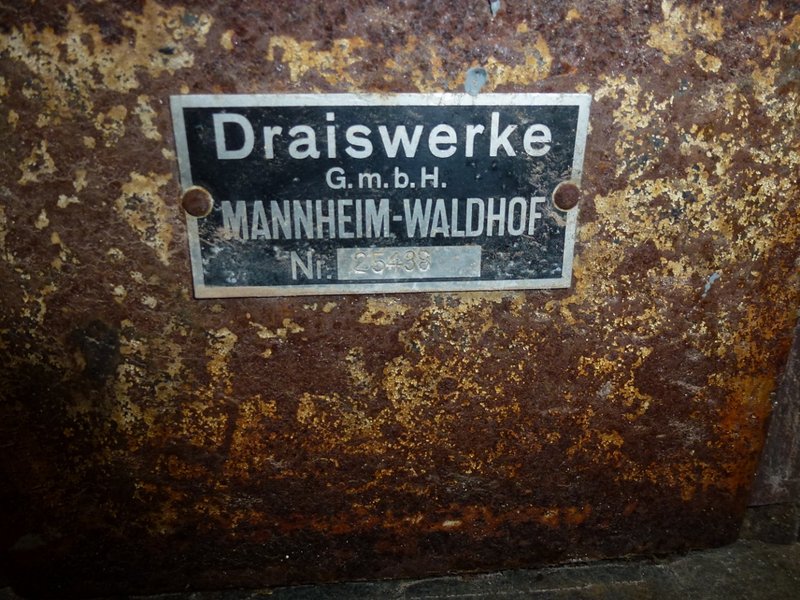 Draiswerke
G.m.b.H.
MANNHEIM-WALDHOF
Nr. 25438